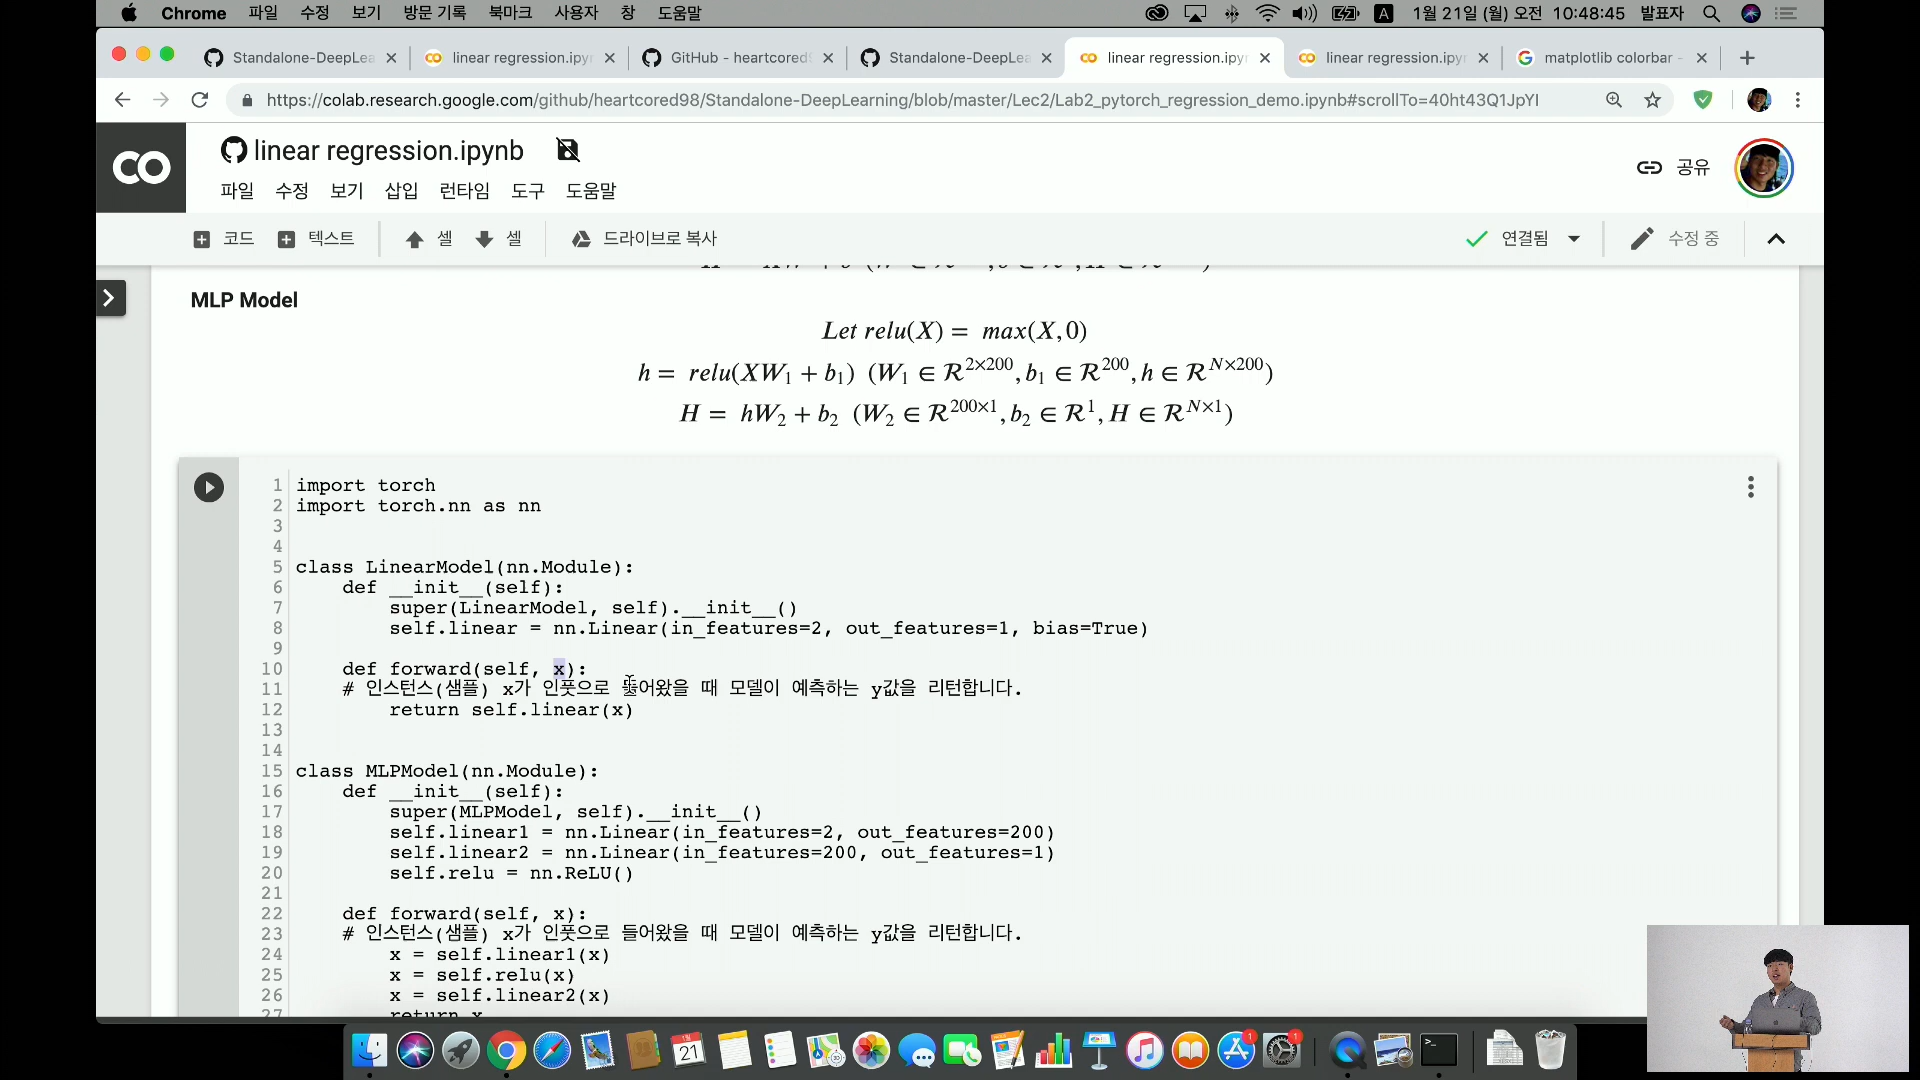 Chrome 파일 수정 보기 방문 기록 북마크 사용자 창 도움말 A 1월 21일 (월) 오전 10:48:45 발표자
Standalone-DeepLea linear regression.ipy GitHub - heartcored Standalone-DeepLea linear regression.ipy linear regression.ipy matplotlib colorbar -
https://colab.research.google.com/github/heartcored98/Standalone-DeepLearning/blob/master/Lec2/Lab2_pytorch_regression_demo.ipynb#scrollTo=40ht43Q1JpYI
CO linear regression.ipynb
공유
파일 수정 보기 삽입 런타임 도구 도움말
코드 텍스트 셀 셀 드라이브로 복사 연결됨 수정 중
MLP Model
Let relu(X) = max(X, 0)
h = relu(XW₁ + b₁) (W₁ ∈ ℛ²ˣ²⁰⁰, b₁ ∈ ℛ²⁰⁰, h ∈ ℛᴺˣ²⁰⁰)
H = hW₂ + b₂ (W₂ ∈ ℛ²⁰⁰ˣ¹, b₂ ∈ ℛ¹, H ∈ ℛᴺˣ¹)
1 import torch
2 import torch.nn as nn
3
4
5 class LinearModel(nn.Module):
6 def __init__(self):
7 super(LinearModel, self).__init__()
8 self.linear = nn.Linear(in_features=2, out_features=1, bias=True)
9
10 def forward(self, x):
11 # 인스턴스(샘플) x가 인풋으로 들어왔을 때 모델이 예측하는 y값을 리턴합니다.
12 return self.linear(x)
13
14
15 class MLPModel(nn.Module):
16 def __init__(self):
17 super(MLPModel, self).__init__()
18 self.linear1 = nn.Linear(in_features=2, out_features=200)
19 self.linear2 = nn.Linear(in_features=200, out_features=1)
20 self.relu = nn.ReLU()
21
22 def forward(self, x):
23 # 인스턴스(샘플) x가 인풋으로 들어왔을 때 모델이 예측하는 y값을 리턴합니다.
24 x = self.linear1(x)
25 x = self.relu(x)
26 x = self.linear2(x)
27 return x
21 1 1